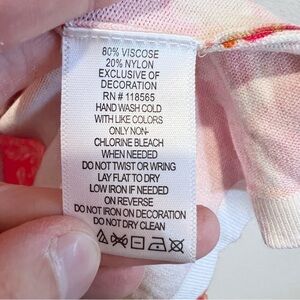 80% VISCOSE
20% NYLON
EXCLUSIVE OF
DECORATION
RN # 118565
HAND WASH COLD
WITH LIKE COLORS
ONLY NON-
CHLORINE BLEACH
WHEN NEEDED
DO NOT TWIST OR WRING
LAY FLAT TO DRY
LOW IRON IF NEEDED
ON REVERSE
DO NOT IRON ON DECORATION
DO NOT DRY CLEAN